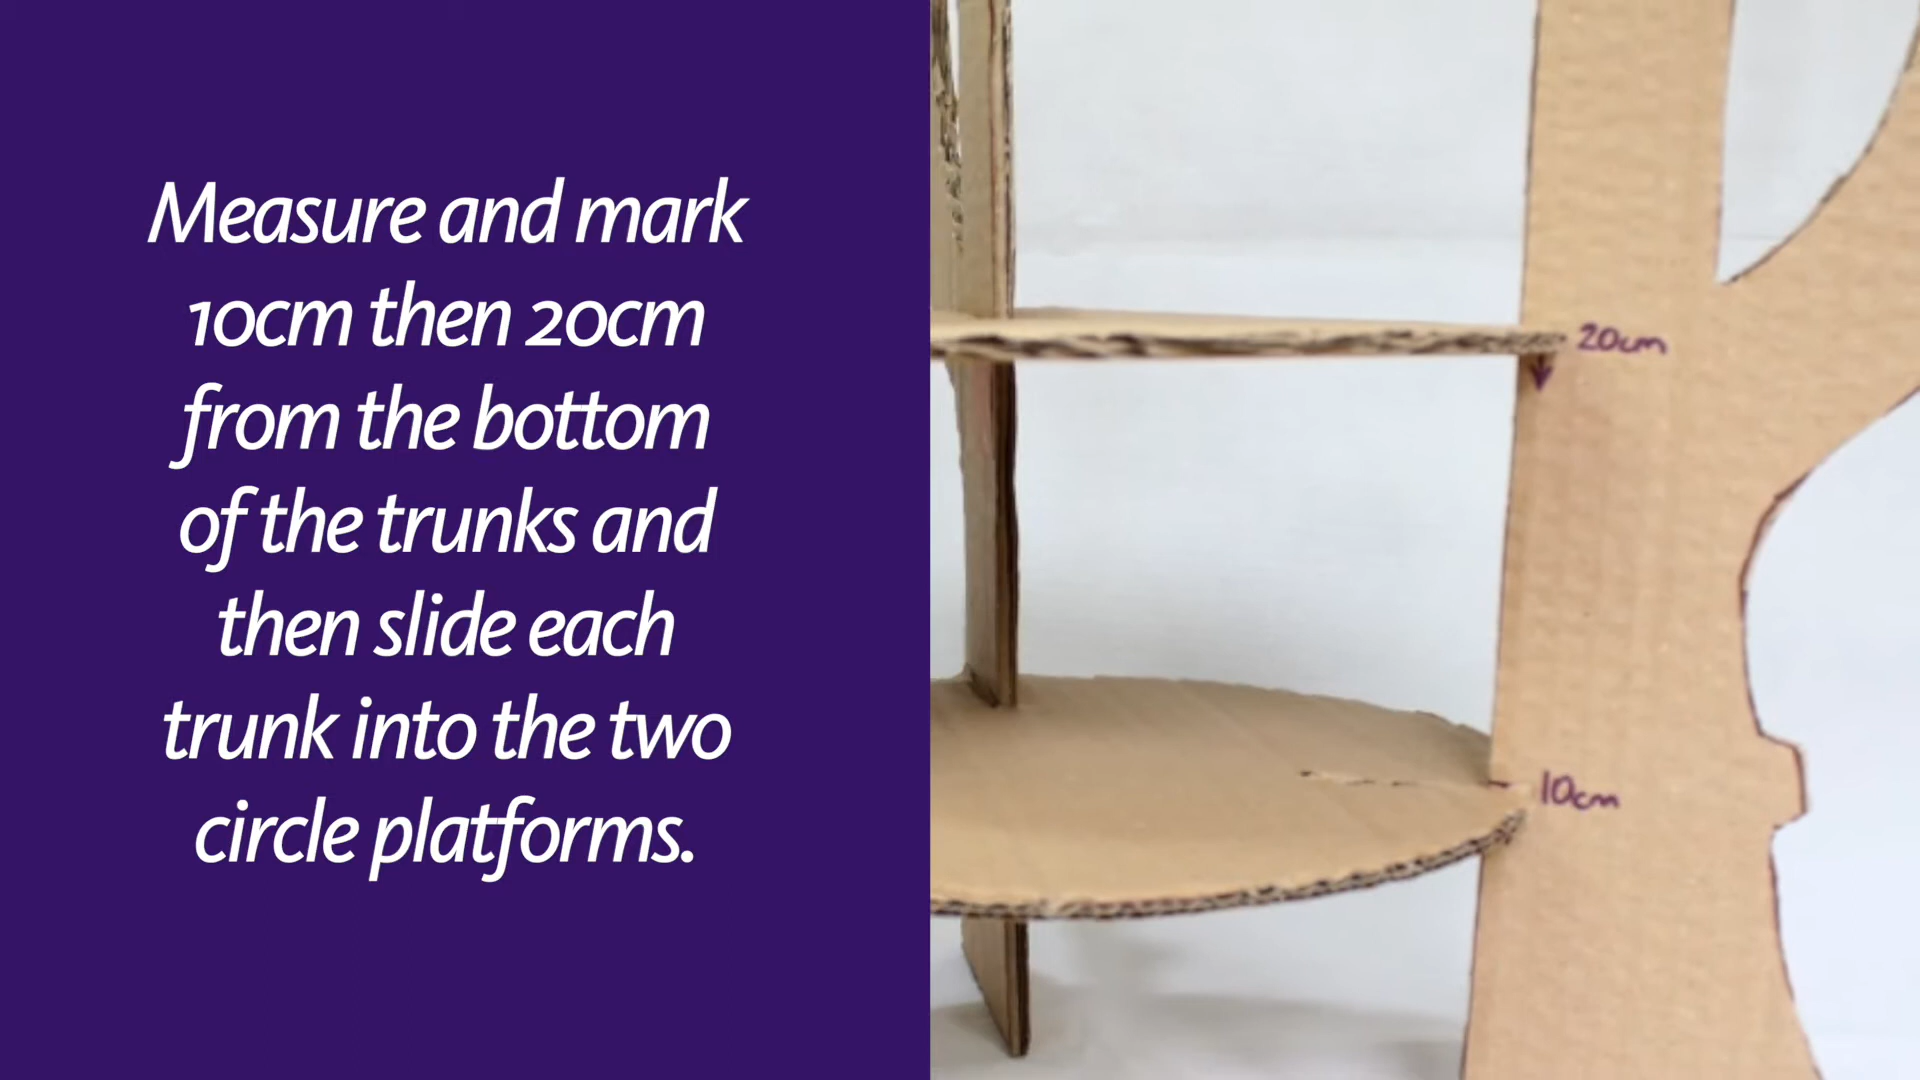 Measure and mark
10cm then 20cm
from the bottom
of the trunks and
then slide each
trunk into the two
circle platforms.
20cm
10cm